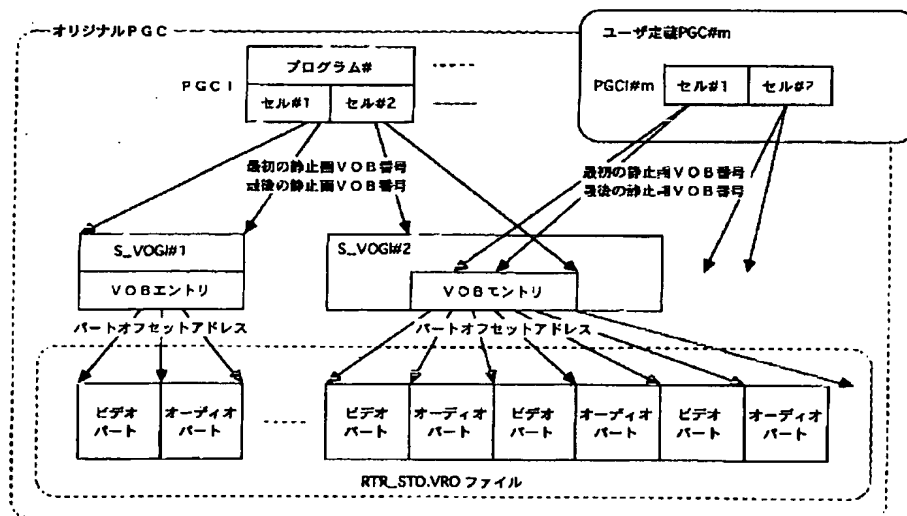 オリジナルPGC
ユーザ定義PGC#m
プログラム#
PGCI
セル#1 セル#2
PGCI#m セル#1 セル#2
最初の静止画VOB番号
最後の静止画VOB番号
最初の静止画VOB番号
最後の静止画VOB番号
S_VOGI#1
VOBエントリ
S_VOGI#2
VOBエントリ
パートオフセットアドレス
パートオフセットアドレス
ビデオパート
オーディオパート
ビデオパート
オーディオパート
ビデオパート
オーディオパート
ビデオパート
オーディオパート
RTR_STO.VRO ファイル